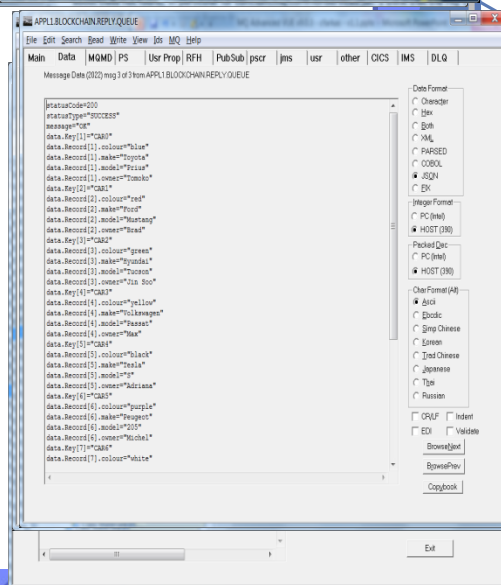 APPL1.BLOCKCHAIN.REPLY.QUEUE
File Edit Search Read Write View Ids MQ Help
Main Data MQMD PS Usr Prop RFH PubSub pscr jms usr other CICS IMS DLQ
Message Data (2022) msg 3 of 3 from APPL1.BLOCKCHAIN.REPLY.QUEUE
statusCode=200
statusType="SUCCESS"
message="OK"
data.Key[1]="CAR0"
data.Record[1].colour="blue"
data.Record[1].make="Toyota"
data.Record[1].model="Prius"
data.Record[1].owner="Tomoko"
data.Key[2]="CAR1"
data.Record[2].colour="red"
data.Record[2].make="Ford"
data.Record[2].model="Mustang"
data.Record[2].owner="Brad"
data.Key[3]="CAR2"
data.Record[3].colour="green"
data.Record[3].make="Hyundai"
data.Record[3].model="Tucson"
data.Record[3].owner="Jin Soo"
data.Key[4]="CAR3"
data.Record[4].colour="yellow"
data.Record[4].make="Volkswagen"
data.Record[4].model="Passat"
data.Record[4].owner="Max"
data.Key[5]="CAR4"
data.Record[5].colour="black"
data.Record[5].make="Tesla"
data.Record[5].model="S"
data.Record[5].owner="Adriana"
data.Key[6]="CAR5"
data.Record[6].colour="purple"
data.Record[6].make="Peugeot"
data.Record[6].model="205"
data.Record[6].owner="Michel"
data.Key[7]="CAR6"
data.Record[7].colour="white"
Data Format
Character
Hex
Both
XML
PARSED
COBOL
JSON
FIX
Integer Format
PC (Intel)
HOST (390)
Packed Dec
PC (Intel)
HOST (390)
Char Format (Alt)
Ascii
Ebcdic
Simp Chinese
Korean
Trad Chinese
Japanese
Thai
Russian
CR/LF Indent
EDI Validate
BrowseNext
BrowsePrev
Copybook
Exit